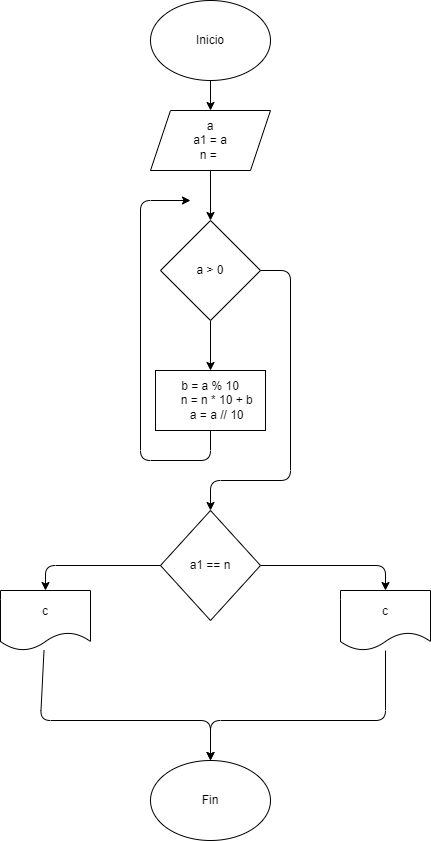 Inicio
a
a1 = a
n =
a > 0
b = a % 10
n = n * 10 + b
a = a // 10
a1 == n
c
c
Fin